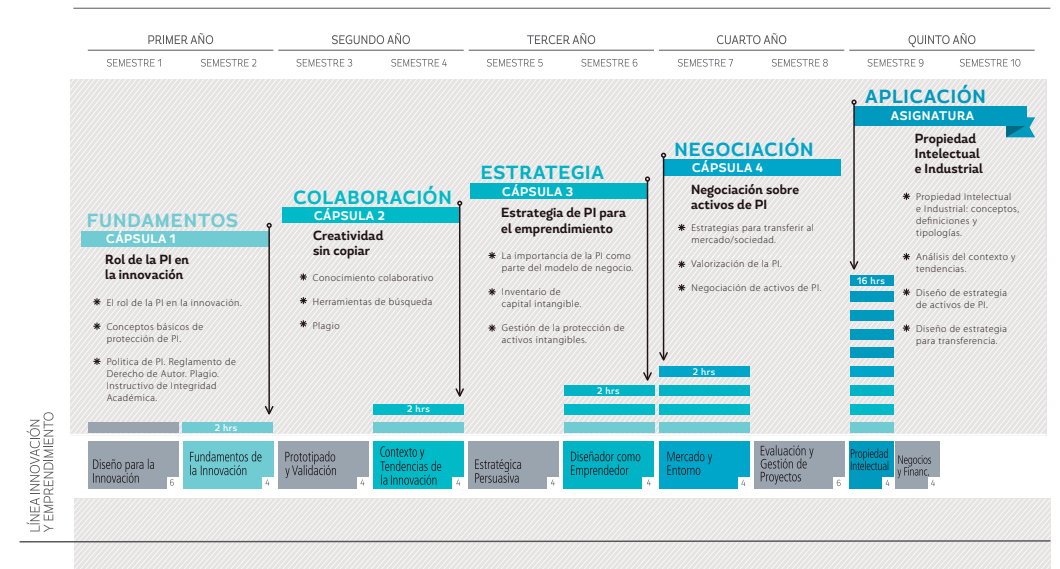 PRIMER AÑO
SEGUNDO AÑO
TERCER AÑO
CUARTO AÑO
QUINTO AÑO
SEMESTRE 1
SEMESTRE 2
SEMESTRE 3
SEMESTRE 4
SEMESTRE 5
SEMESTRE 6
SEMESTRE 7
SEMESTRE 8
SEMESTRE 9
SEMESTRE 10
FUNDAMENTOS
CÁPSULA 1
Rol de la PI en
la innovación
El rol de la PI en la innovación.
Conceptos básicos de
protección de PI.
Política de PI. Reglamento de
Derecho de Autor. Plagio.
Instructivo de Integridad
Académica.
2 hrs
COLABORACIÓN
CÁPSULA 2
Creatividad
sin copiar
Conocimiento colaborativo
Herramientas de búsqueda
Plagio
2 hrs
ESTRATEGIA
CÁPSULA 3
Estrategia de PI para
el emprendimiento
La importancia de la PI como
parte del modelo de negocio.
Inventario de
capital intangible.
Gestión de la protección de
activos intangibles.
2 hrs
NEGOCIACIÓN
CÁPSULA 4
Negociación sobre
activos de PI
Estrategias para transferir al
mercado/sociedad.
Valorización de la PI.
Negociación de activos de PI.
2 hrs
APLICACIÓN
ASIGNATURA
Propiedad
Intelectual
e Industrial
Propiedad Intelectual
e Industrial: conceptos,
definiciones y
tipologías.
Análisis del contexto y
tendencias.
Diseño de estrategia
de activos de PI.
Diseño de estrategia
para transferencia.
16 hrs
LÍNEA INNOVACIÓN
Y EMPRENDIMIENTO
Diseño para la
Innovación
6
Fundamentos de
la Innovación
4
Prototipado
y Validación
4
Contexto y
Tendencias de
la Innovación
4
Estratégica
Persuasiva
4
Diseñador como
Emprendedor
4
Mercado y
Entorno
4
Evaluación y
Gestión de
Proyectos
6
Propiedad
Intelectual
4
Negocios
y Financ.
4